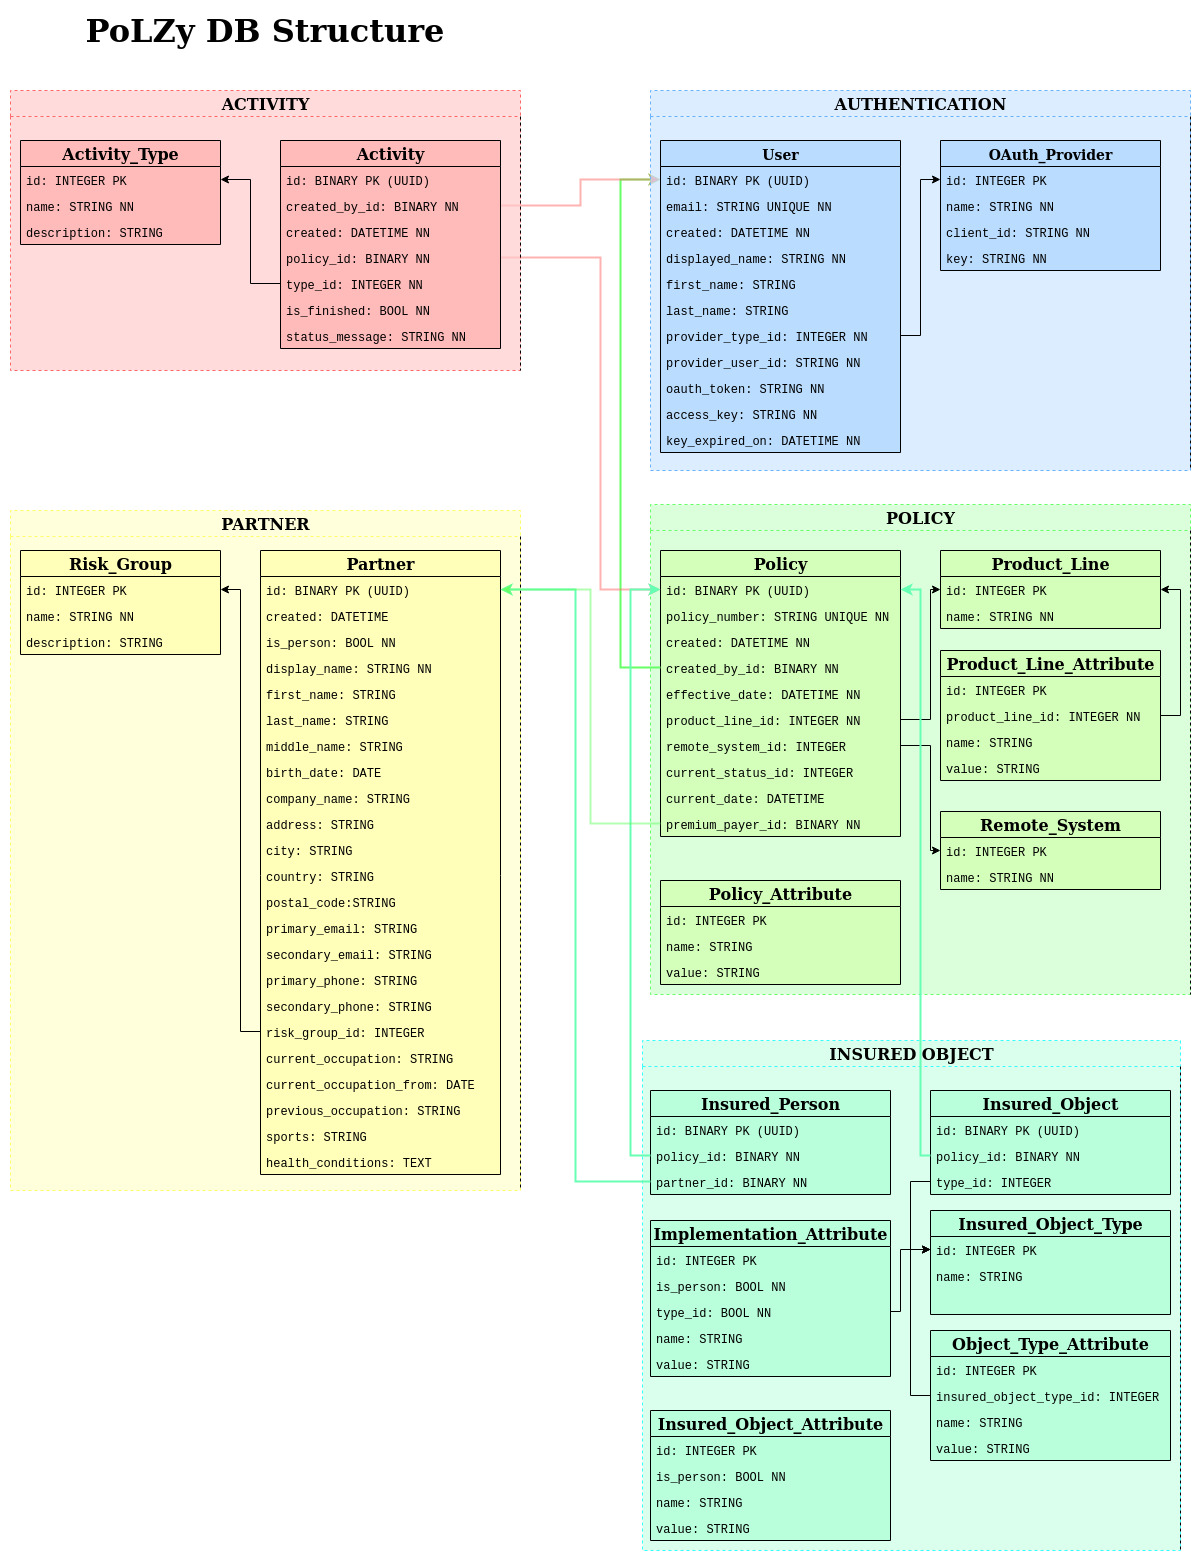 PoLZy DB Structure
ACTIVITY
Activity_Type
id: INTEGER PK
name: STRING NN
description: STRING
Activity
id: BINARY PK (UUID)
created_by_id: BINARY NN
created: DATETIME NN
policy_id: BINARY NN
type_id: INTEGER NN
is_finished: BOOL NN
status_message: STRING NN
AUTHENTICATION
User
id: BINARY PK (UUID)
email: STRING UNIQUE NN
created: DATETIME NN
displayed_name: STRING NN
first_name: STRING
last_name: STRING
provider_type_id: INTEGER NN
provider_user_id: STRING NN
oauth_token: STRING NN
access_key: STRING NN
key_expired_on: DATETIME NN
OAuth_Provider
id: INTEGER PK
name: STRING NN
client_id: STRING NN
key: STRING NN
PARTNER
Risk_Group
id: INTEGER PK
name: STRING NN
description: STRING
Partner
id: BINARY PK (UUID)
created: DATETIME
is_person: BOOL NN
display_name: STRING NN
first_name: STRING
last_name: STRING
middle_name: STRING
birth_date: DATE
company_name: STRING
address: STRING
city: STRING
country: STRING
postal_code:STRING
primary_email: STRING
secondary_email: STRING
primary_phone: STRING
secondary_phone: STRING
risk_group_id: INTEGER
current_occupation: STRING
current_occupation_from: DATE
previous_occupation: STRING
sports: STRING
health_conditions: TEXT
POLICY
Policy
id: BINARY PK (UUID)
policy_number: STRING UNIQUE NN
created: DATETIME NN
created_by_id: BINARY NN
effective_date: DATETIME NN
product_line_id: INTEGER NN
remote_system_id: INTEGER
current_status_id: INTEGER
current_date: DATETIME
premium_payer_id: BINARY NN
Product_Line
id: INTEGER PK
name: STRING NN
Product_Line_Attribute
id: INTEGER PK
product_line_id: INTEGER NN
name: STRING
value: STRING
Remote_System
id: INTEGER PK
name: STRING NN
Policy_Attribute
id: INTEGER PK
name: STRING
value: STRING
INSURED OBJECT
Insured_Person
id: BINARY PK (UUID)
policy_id: BINARY NN
partner_id: BINARY NN
Insured_Object
id: BINARY PK (UUID)
policy_id: BINARY NN
type_id: INTEGER
Implementation_Attribute
id: INTEGER PK
is_person: BOOL NN
type_id: BOOL NN
name: STRING
value: STRING
Insured_Object_Type
id: INTEGER PK
name: STRING
Object_Type_Attribute
id: INTEGER PK
insured_object_type_id: INTEGER
name: STRING
value: STRING
Insured_Object_Attribute
id: INTEGER PK
is_person: BOOL NN
name: STRING
value: STRING